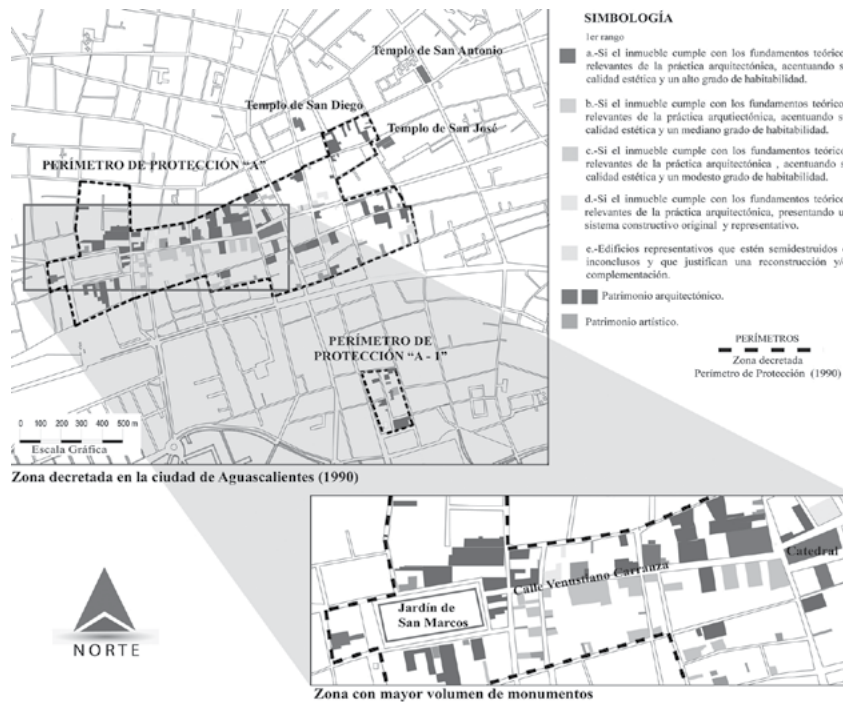 SIMBOLOGÍA
1er rango
a.-Si el inmueble cumple con los fundamentos teórico
relevantes de la práctica arquitectónica, acentuando s
calidad estética y un alto grado de habitabilidad.
b.-Si el inmueble cumple con los fundamentos teórico
relevantes de la práctica arqutiectónica, acentuando s
calidad estética y un mediano grado de habitabilidad.
c.-Si el inmueble cumple con los fundamentos teórico
relevantes de la práctica arquitectónica , acentuando s
calidad estética y un modesto grado de habitabilidad.
d.-Si el inmueble cumple con los fundamentos teórico
relevantes de la práctica arquitectónica, presentando u
sistema constructivo original y representativo.
e.-Edificios representativos que estén semidestruidos
inconclusos y que justifican una reconstrucción y/
complementación.
Patrimonio arquitectónico.
Patrimonio artístico.
PERÍMETROS
Zona decretada
Perímetro de Protección (1990)
Templo de San Antonio
Templo de San Diego
Templo de San José
PERÍMETRO DE PROTECCIÓN "A"
PERÍMETRO DE
PROTECCIÓN "A - I"
0 100 200 300 400 500 m
Escala Gráfica
Zona decretada en la ciudad de Aguascalientes (1990)
Catedral
Calle Venustiano Carranza
Jardín de
San Marcos
NORTE
Zona con mayor volumen de monumentos